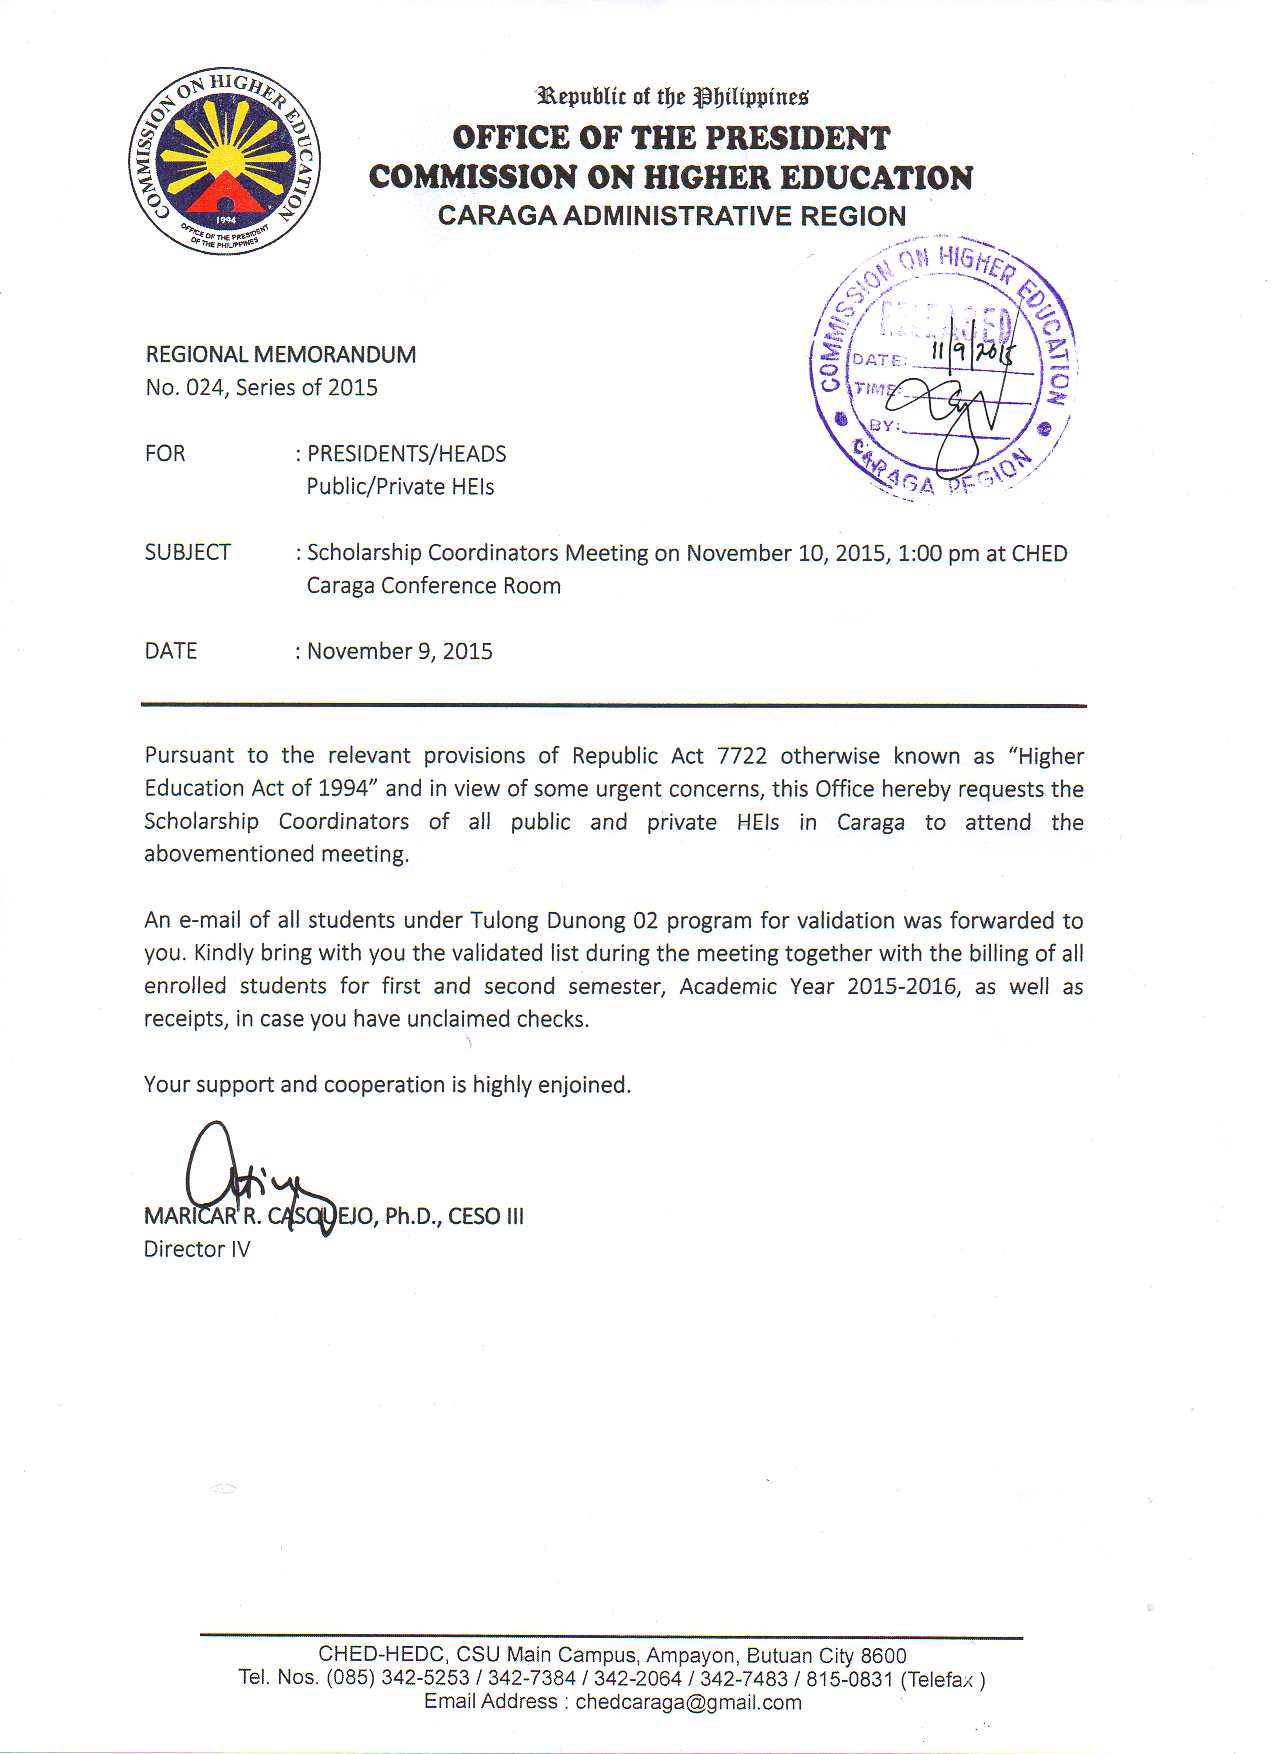 COMMISSION ON HIGHER EDUCATION
1994
OFFICE OF THE PRESIDENT
OF THE PHILIPPINES
Republic of the Philippines
OFFICE OF THE PRESIDENT
COMMISSION ON HIGHER EDUCATION
CARAGA ADMINISTRATIVE REGION
COMMISSION ON HIGHER EDUCATION
RELEASED
DATE: 11/9/2015
TIME:
BY:
CARAGA REGION
REGIONAL MEMORANDUM
No. 024, Series of 2015
FOR : PRESIDENTS/HEADS
Public/Private HEIs
SUBJECT : Scholarship Coordinators Meeting on November 10, 2015, 1:00 pm at CHED
Caraga Conference Room
DATE : November 9, 2015
Pursuant to the relevant provisions of Republic Act 7722 otherwise known as “Higher
Education Act of 1994” and in view of some urgent concerns, this Office hereby requests the
Scholarship Coordinators of all public and private HEIs in Caraga to attend the
abovementioned meeting.
An e-mail of all students under Tulong Dunong 02 program for validation was forwarded to
you. Kindly bring with you the validated list during the meeting together with the billing of all
enrolled students for first and second semester, Academic Year 2015-2016, as well as
receipts, in case you have unclaimed checks.
Your support and cooperation is highly enjoined.
MARICAR R. CASQUEJO, Ph.D., CESO III
Director IV
CHED-HEDC, CSU Main Campus, Ampayon, Butuan City 8600
Tel. Nos. (085) 342-5253 / 342-7384 / 342-2064 / 342-7483 / 815-0831 (Telefax )
Email Address : chedcaraga@gmail.com